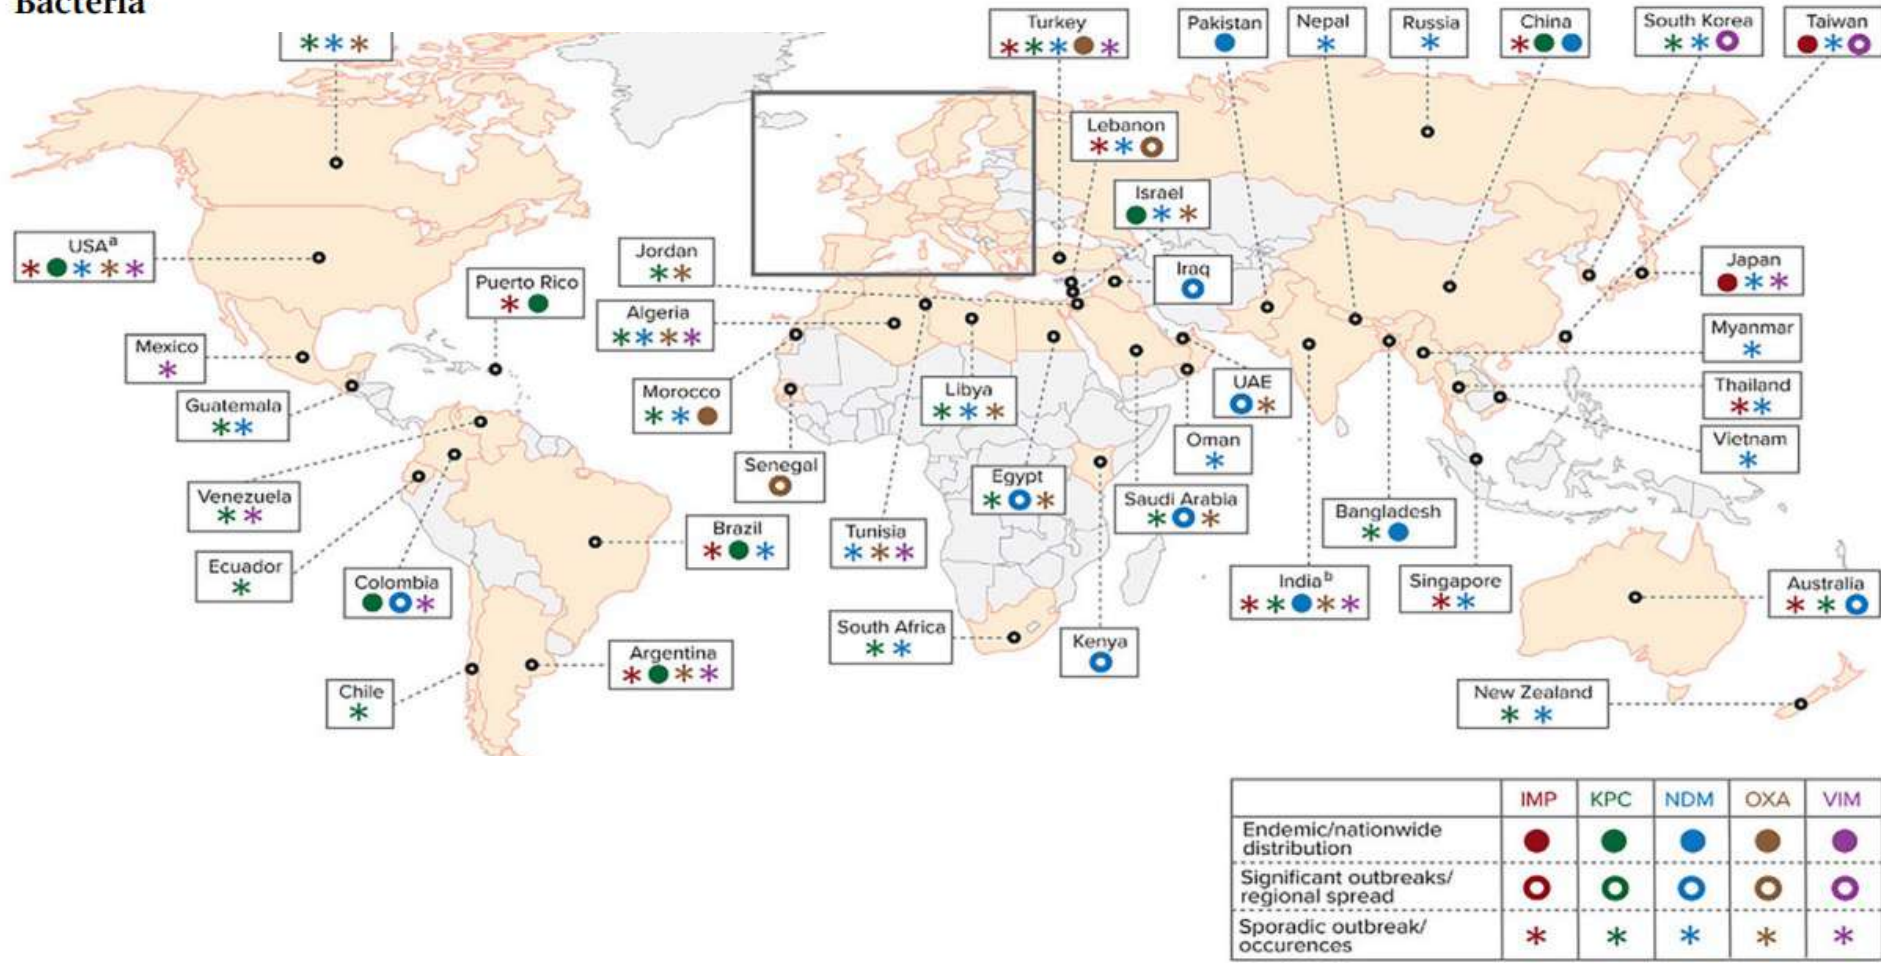 Bacteria
Turkey
Pakistan
Nepal
Russia
China
South Korea
Taiwan
Lebanon
Israel
USAᵃ
Jordan
Iraq
Japan
Puerto Rico
Algeria
Mexico
Myanmar
Morocco
Libya
UAE
Thailand
Guatemala
Oman
Vietnam
Senegal
Egypt
Saudi Arabia
Venezuela
Brazil
Tunisia
Bangladesh
Ecuador
Colombia
Indiaᵇ
Singapore
Australia
South Africa
Kenya
Argentina
Chile
New Zealand
IMP KPC NDM OXA VIM
Endemic/nationwide
distribution
Significant outbreaks/
regional spread
Sporadic outbreak/
occurences